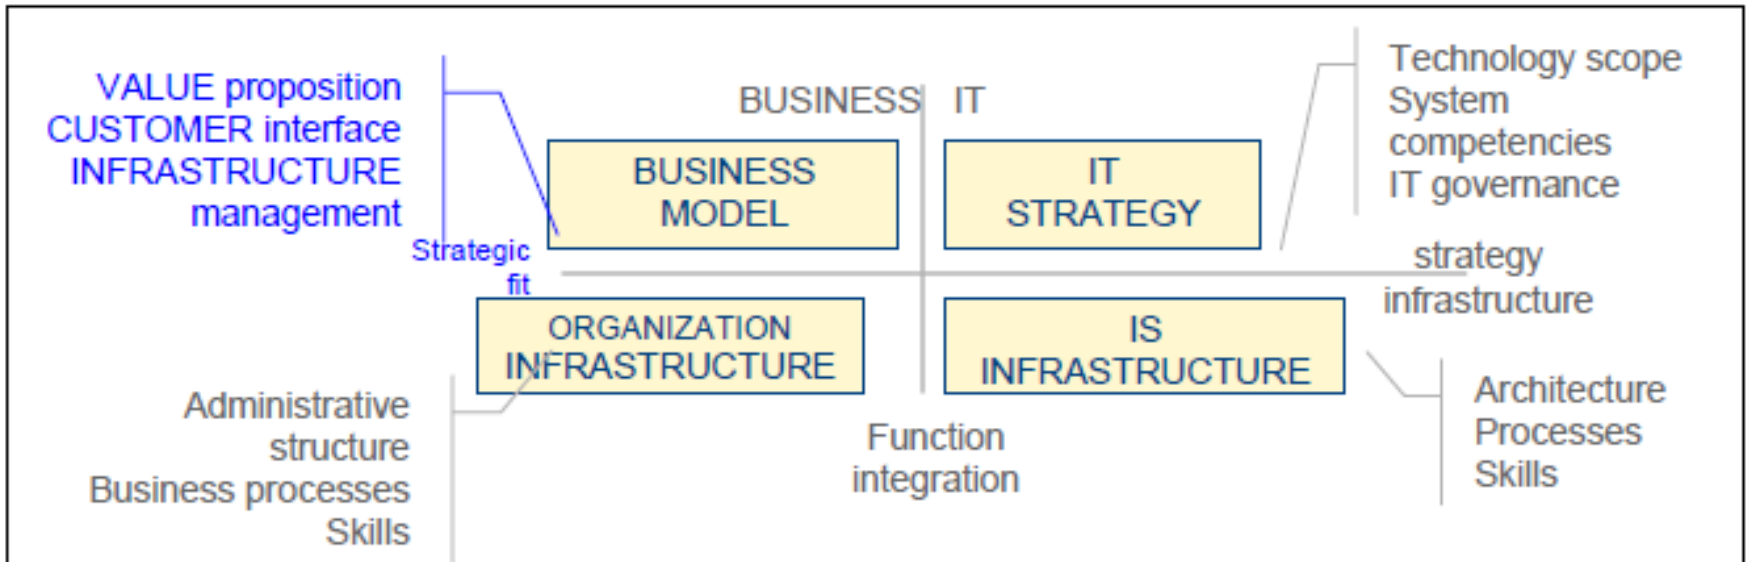 VALUE proposition
CUSTOMER interface
INFRASTRUCTURE
management
Strategic
fit
BUSINESS
IT
Technology scope
System
competencies
IT governance
BUSINESS
MODEL
IT
STRATEGY
strategy
infrastructure
ORGANIZATION
INFRASTRUCTURE
IS
INFRASTRUCTURE
Administrative
structure
Business processes
Skills
Function
integration
Architecture
Processes
Skills